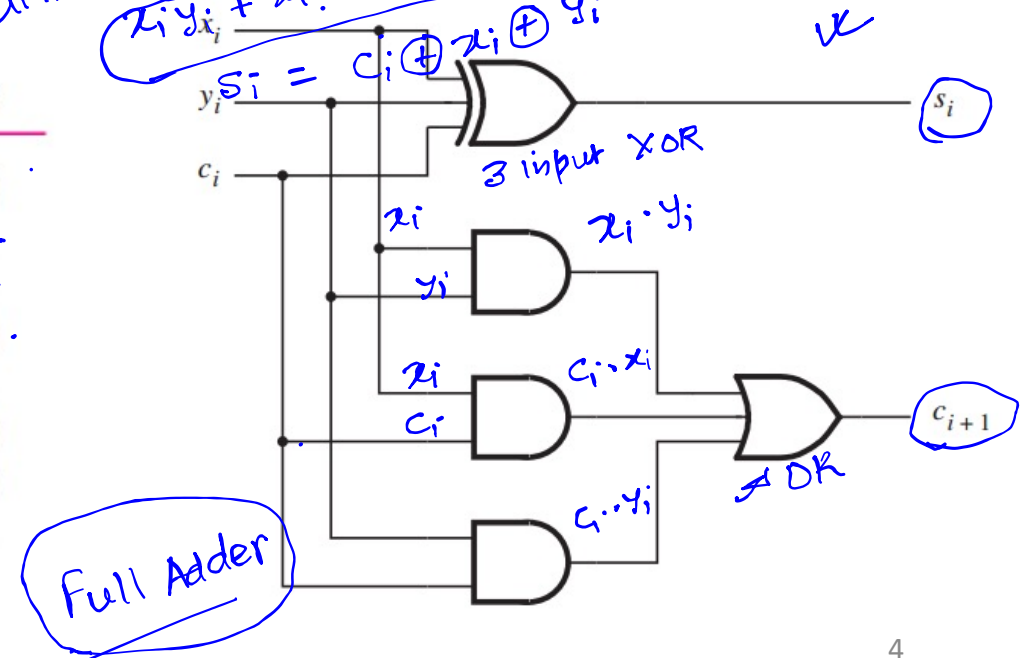 xᵢyᵢ +
xᵢ
sᵢ = cᵢ ⊕ xᵢ ⊕ yᵢ
yᵢ
sᵢ
3 input XOR
cᵢ
xᵢ
xᵢ · yᵢ
yᵢ
xᵢ
cᵢ · xᵢ
cᵢ
cᵢ₊₁
OR
cᵢ · yᵢ
Full Adder
4